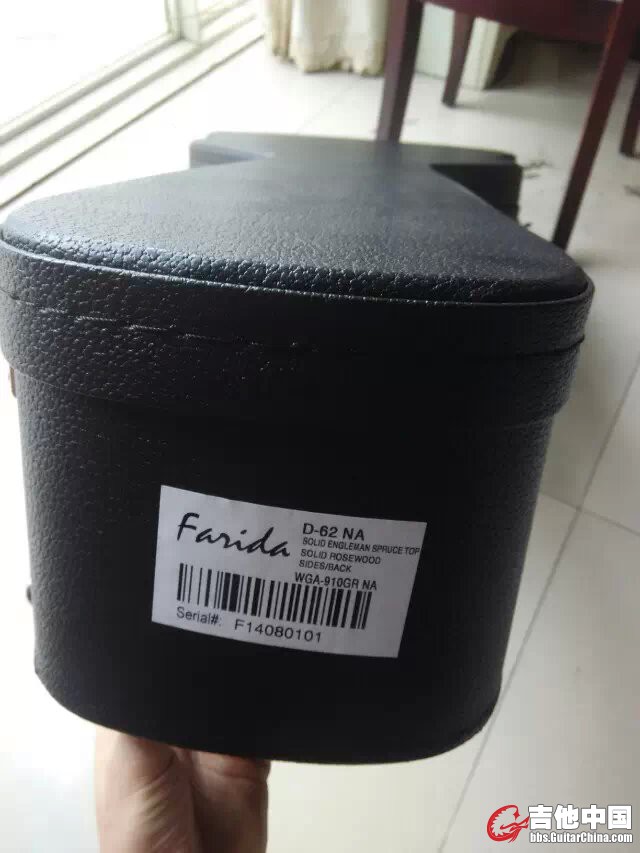 Farida
D-62 NA
SOLID ENGLEMAN SPRUCE TOP
SOLID ROSEWOOD
SIDES/BACK
WGA-910GR NA
Serial#: F14080101
吉他中国
bbs.GuitarChina.com